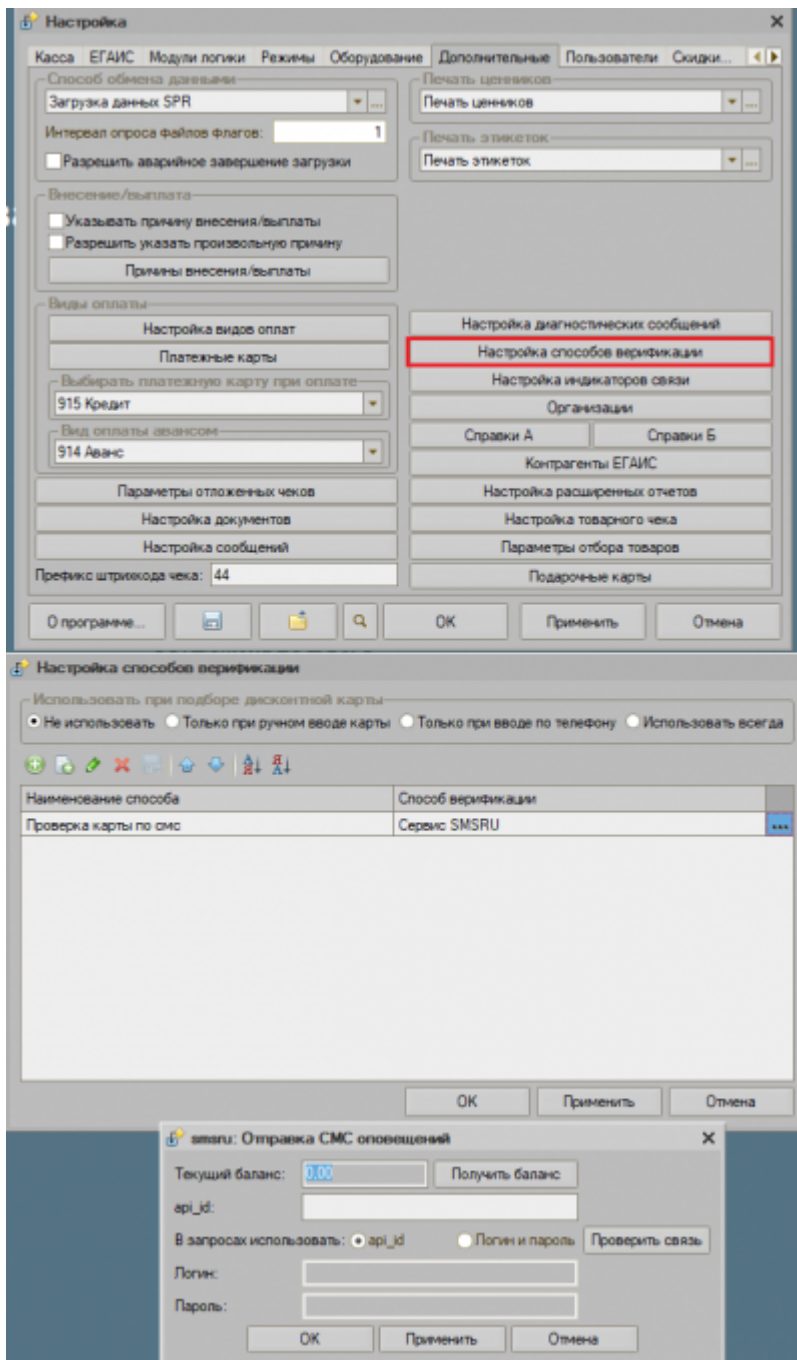 Настройка
Касса ЕГАИС Модули логики Режимы Оборудование Дополнительные Пользователи Скидки...
Способ обмена данными
Загрузка данных SPR
...
Интервал опроса файлов флагов: 1
Разрешить аварийное завершение загрузки
Печать ценников
Печать ценников
...
Печать этикеток
Печать этикеток
...
Внесение/выплата
Указывать причину внесения/выплаты
Разрешить указать произвольную причину
Причины внесения/выплаты
Виды оплаты
Настройка видов оплат
Платежные карты
Выбирать платежную карту при оплате
915 Кредит
Вид оплаты авансом
914 Аванс
Параметры отложенных чеков
Настройка документов
Настройка сообщений
Префикс штрихкода чека: 44
Настройка диагностических сообщений
Настройка способов верификации
Настройка индикаторов связи
Организации
Справки А Справки Б
Контрагенты ЕГАИС
Настройка расширенных отчетов
Настройка товарного чека
Параметры отбора товаров
Подарочные карты
О программе... ОК Применить Отмена
Настройка способов верификации
Использовать при подборе дисконтной карты
Не использовать Только при ручном вводе карты Только при вводе по телефону Использовать всегда
Наименование способа Способ верификации
Проверка карты по смс Сервис SMSRU ...
ОК Применить Отмена
smsru: Отправка СМС оповещений
Текущий баланс: 0,00 Получить баланс
api_id:
В запросах использовать: api_id Логин и пароль Проверить связь
Логин:
Пароль:
ОК Применить Отмена